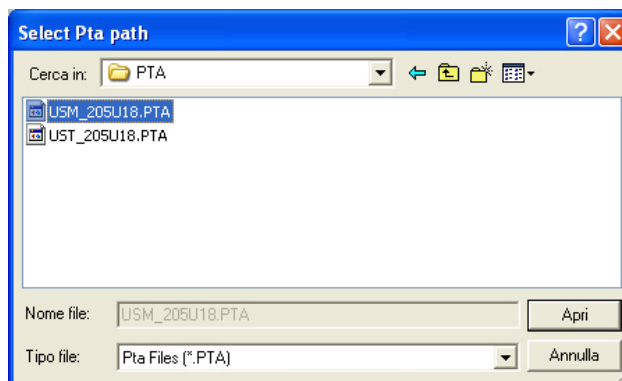 Select Pta path
Cerca in: PTA
USM_205U18.PTA
UST_205U18.PTA
Nome file: USM_205U18.PTA Apri
Tipo file: Pta Files (*.PTA) Annulla